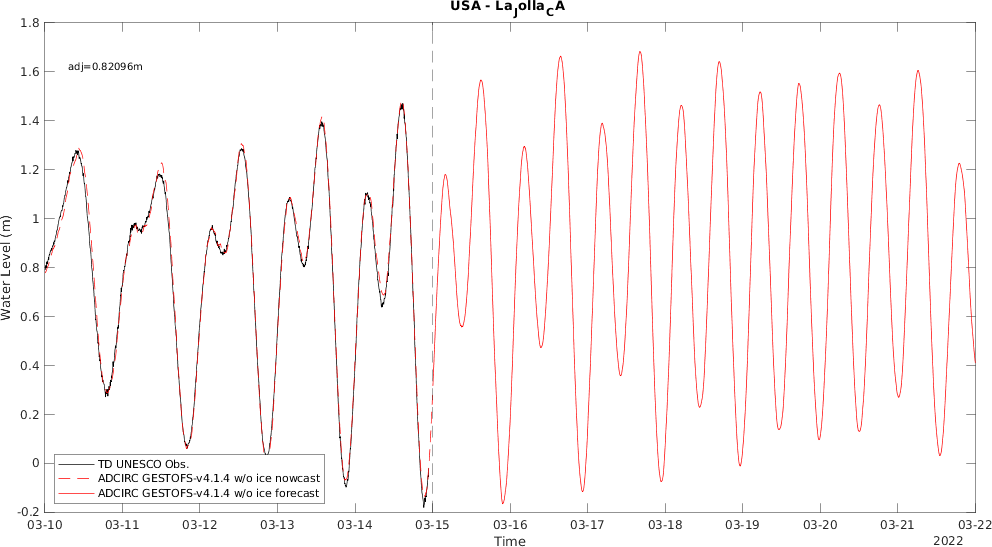 USA - LaJollaCA
adj=0.82096m
1.8
1.6
1.4
1.2
1
0.8
0.6
0.4
0.2
0
-0.2
Water Level (m)
TD UNESCO Obs.
ADCIRC GESTOFS-v4.1.4 w/o ice nowcast
ADCIRC GESTOFS-v4.1.4 w/o ice forecast
03-10 03-11 03-12 03-13 03-14 03-15 03-16 03-17 03-18 03-19 03-20 03-21 03-22
Time
2022